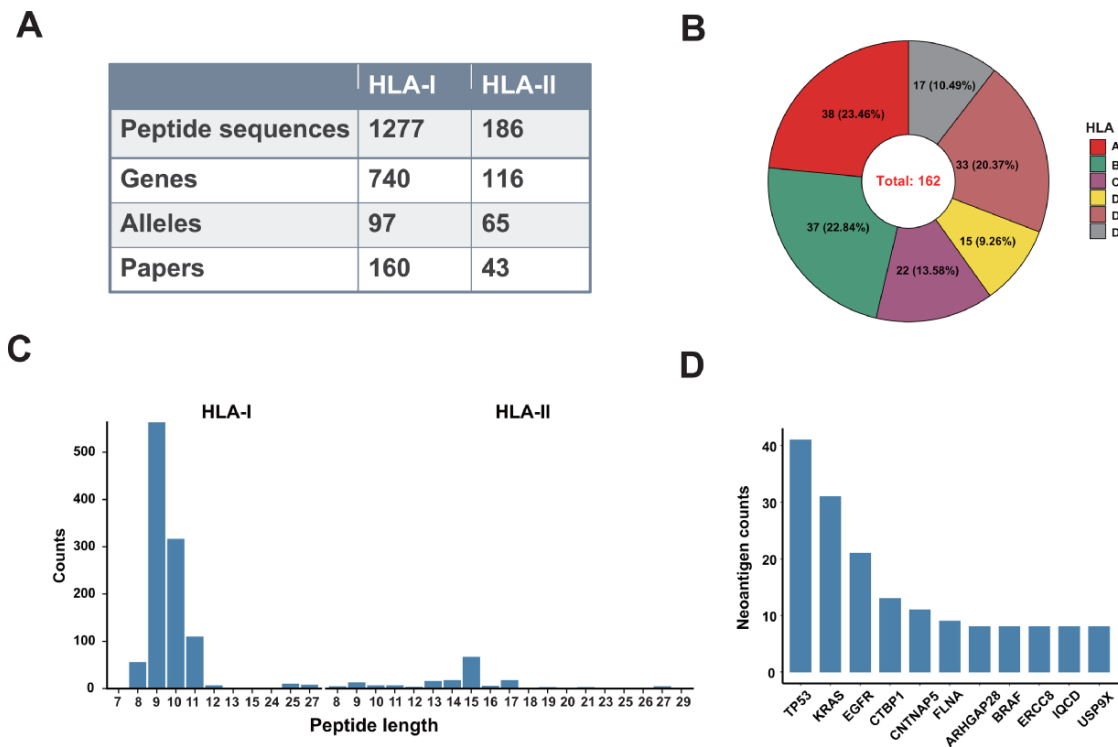 A
HLA-I HLA-II
Peptide sequences 1277 186
Genes 740 116
Alleles 97 65
Papers 160 43
B
17 (10.49%)
38 (23.46%)
33 (20.37%)
Total: 162
37 (22.84%)
15 (9.26%)
22 (13.58%)
HLA
A
B
C
D
D
D
C
HLA-I HLA-II
Counts
500
400
300
200
100
0
7 8 9 10 11 12 13 15 24 25 27 8 9 10 11 12 13 14 15 16 17 18 19 20 21 22 25 27 29
Peptide length
D
Neoantigen counts
40
30
20
10
0
TP53
KRAS
EGFR
CTBP1
CNTNAP5
FLNA
ARHGAP28
BRAF
ERCC8
IQCD
USP9X